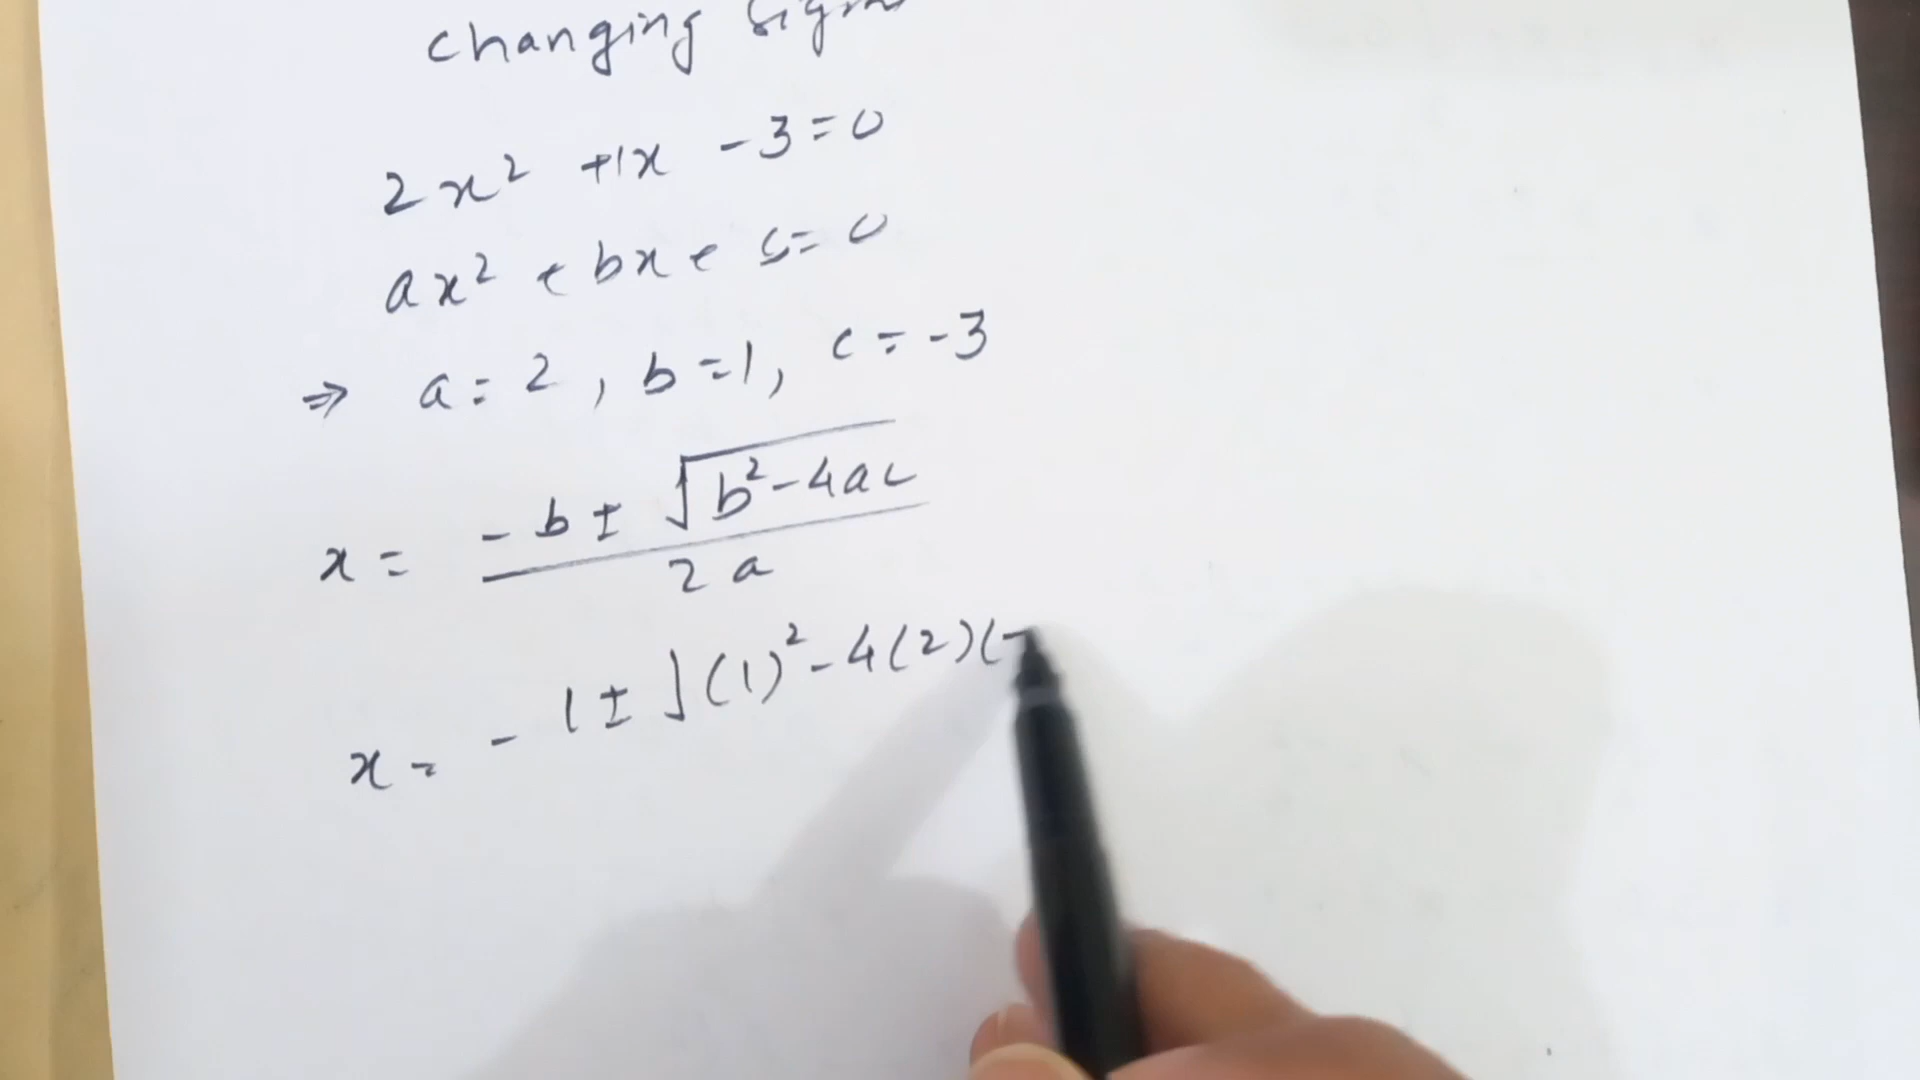 changing sign
2x² +1x -3=0
ax² + bx + c=0
⇒ a=2, b=1, c=-3
x = -b ± √b²-4ac / 2a
x = -1 ± √(1)²-4(2)(-